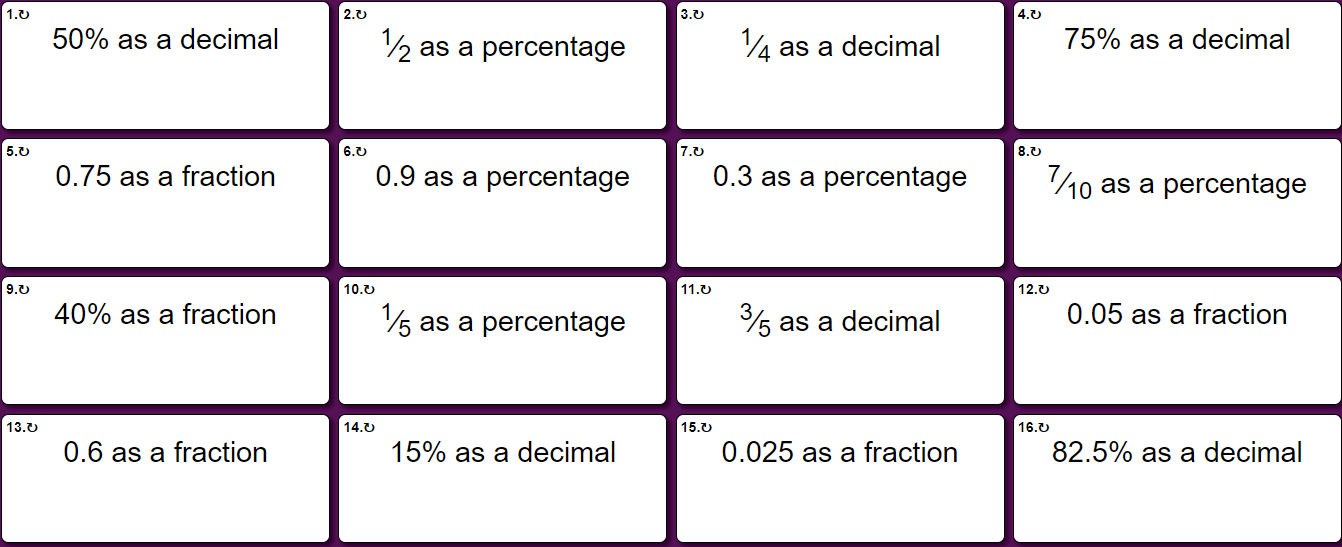 1.↻
50% as a decimal
2.↻
½ as a percentage
3.↻
¼ as a decimal
4.↻
75% as a decimal
5.↻
0.75 as a fraction
6.↻
0.9 as a percentage
7.↻
0.3 as a percentage
8.↻
7⁄10 as a percentage
9.↻
40% as a fraction
10.↻
1⁄5 as a percentage
11.↻
3⁄5 as a decimal
12.↻
0.05 as a fraction
13.↻
0.6 as a fraction
14.↻
15% as a decimal
15.↻
0.025 as a fraction
16.↻
82.5% as a decimal